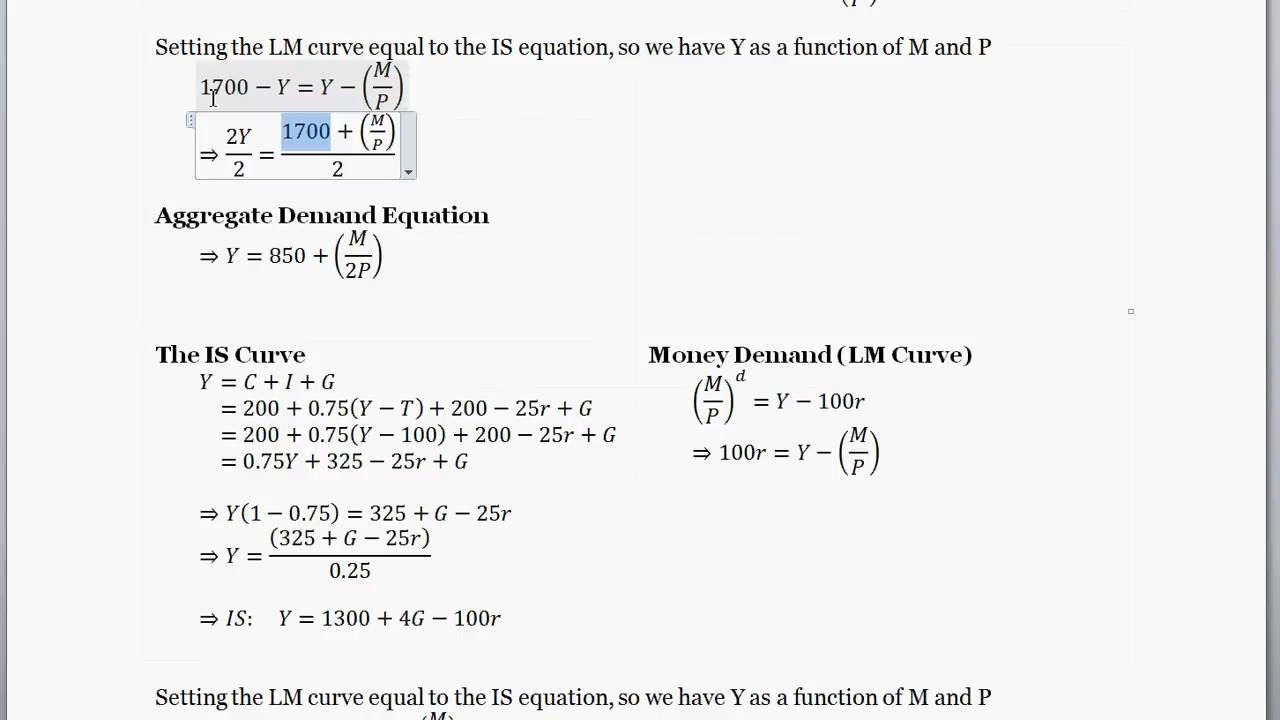 Setting the LM curve equal to the IS equation, so we have Y as a function of M and P
1700 − Y = Y − (M/P)
⇒ 2Y/2 = (1700 + (M/P))/2
Aggregate Demand Equation
⇒ Y = 850 + (M/2P)
The IS Curve
Y = C + I + G
= 200 + 0.75(Y − T) + 200 − 25r + G
= 200 + 0.75(Y − 100) + 200 − 25r + G
= 0.75Y + 325 − 25r + G
⇒ Y(1 − 0.75) = 325 + G − 25r
⇒ Y = (325 + G − 25r)/0.25
⇒ IS: Y = 1300 + 4G − 100r
Money Demand (LM Curve)
(M/P)^d = Y − 100r
⇒ 100r = Y − (M/P)
Setting the LM curve equal to the IS equation, so we have Y as a function of M and P